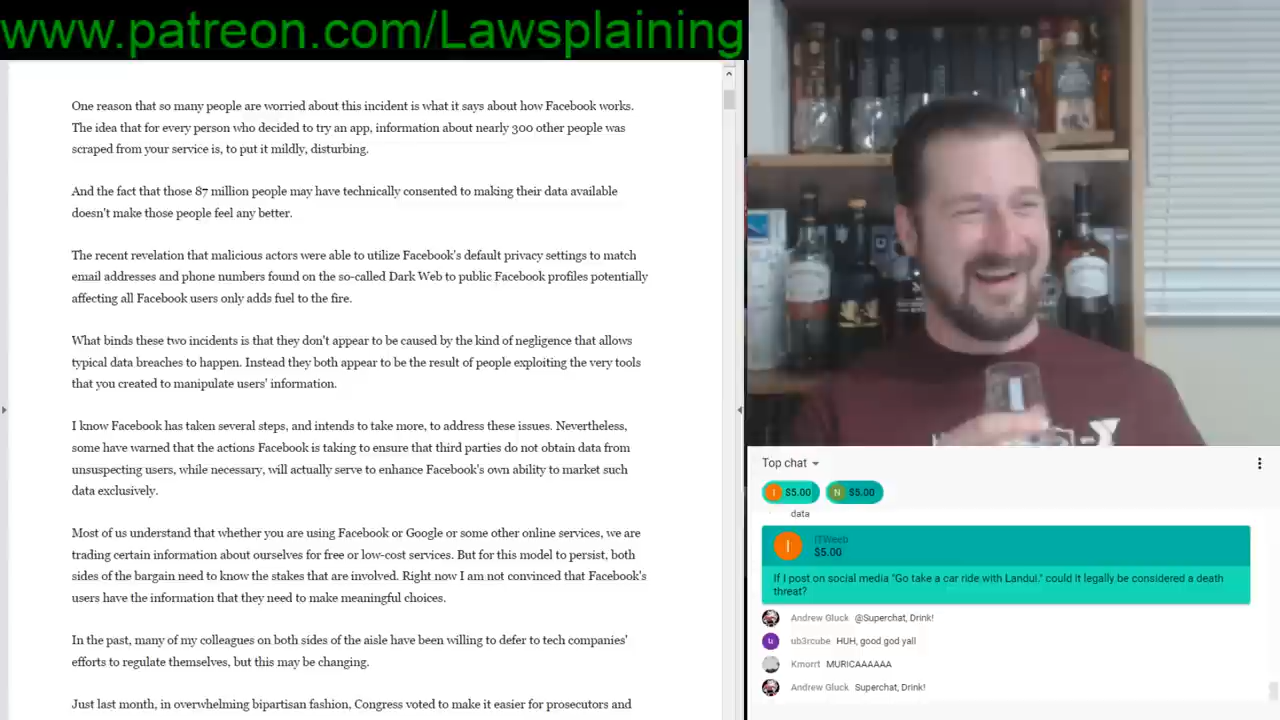 www.patreon.com/Lawsplaining
One reason that so many people are worried about this incident is what it says about how Facebook works.
The idea that for every person who decided to try an app, information about nearly 300 other people was
scraped from your service is, to put it mildly, disturbing.
And the fact that those 87 million people may have technically consented to making their data available
doesn't make those people feel any better.
The recent revelation that malicious actors were able to utilize Facebook's default privacy settings to match
email addresses and phone numbers found on the so-called Dark Web to public Facebook profiles potentially
affecting all Facebook users only adds fuel to the fire.
What binds these two incidents is that they don't appear to be caused by the kind of negligence that allows
typical data breaches to happen. Instead they both appear to be the result of people exploiting the very tools
that you created to manipulate users' information.
I know Facebook has taken several steps, and intends to take more, to address these issues. Nevertheless,
some have warned that the actions Facebook is taking to ensure that third parties do not obtain data from
unsuspecting users, while necessary, will actually serve to enhance Facebook's own ability to market such
data exclusively.
Most of us understand that whether you are using Facebook or Google or some other online services, we are
trading certain information about ourselves for free or low-cost services. But for this model to persist, both
sides of the bargain need to know the stakes that are involved. Right now I am not convinced that Facebook's
users have the information that they need to make meaningful choices.
In the past, many of my colleagues on both sides of the aisle have been willing to defer to tech companies'
efforts to regulate themselves, but this may be changing.
Just last month, in overwhelming bipartisan fashion, Congress voted to make it easier for prosecutors and
Top chat
I $5.00 N $5.00
data
I ITWeeb
$5.00
If I post on social media "Go take a car ride with Landul." could it legally be considered a death
threat?
Andrew Gluck @Superchat, Drink!
u ub3rcube HUH, good god yall
Kmorrt MURICAAAAAA
Andrew Gluck Superchat, Drink!